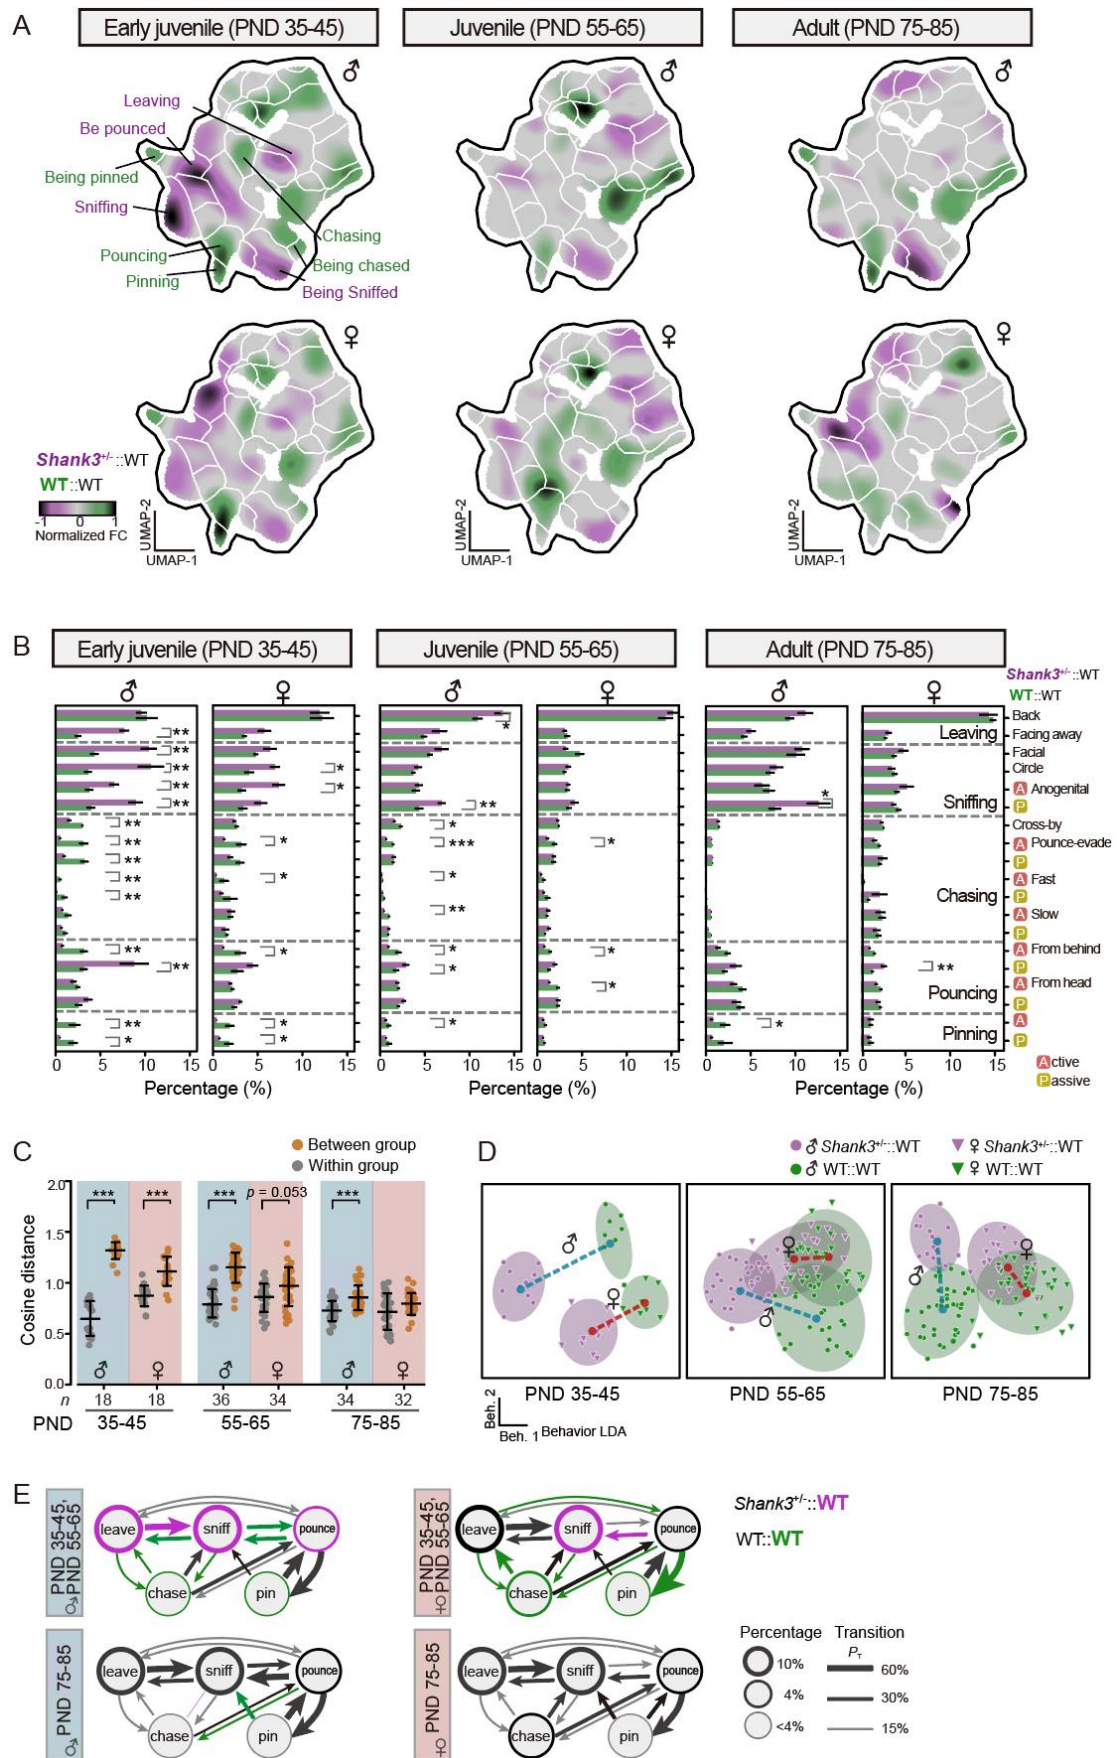 A
Early juvenile (PND 35-45)
Juvenile (PND 55-65)
Adult (PND 75-85)
♂
♂
♂
Leaving
Be pounced
Being pinned
Sniffing
Pouncing
Pinning
Chasing
Being chased
Being Sniffed
♀
♀
♀
Shank3+/-::WT
WT::WT
-1 0 1
Normalized FC
UMAP-2
UMAP-1
UMAP-2
UMAP-1
UMAP-2
UMAP-1
B
Early juvenile (PND 35-45)
Juvenile (PND 55-65)
Adult (PND 75-85)
Shank3+/-::WT
WT::WT
♂ ♀ ♂ ♀ ♂ ♀
* Back
** Leaving Facing away
** Facial
** * Circle
** * * A Anogenital
** ** Sniffing P
** * Cross-by
** * *** * A Pounce-evade
** P
** * * A Fast
** Chasing P
** A Slow
P
** * * * A From behind
** * ** P
* A From head
Pouncing P
** * * * A
* * Pinning P
0 5 10 15 0 5 10 15 0 5 10 15 0 5 10 15 0 5 10 15 0 5 10 15
Percentage (%)
Percentage (%)
Percentage (%)
Active
Passive
C
Between group
Within group
Cosine distance
2.0
1.5
1.0
0.5
0.0
*** *** *** p = 0.053 ***
♂ ♀ ♂ ♀ ♂ ♀
n 18 18 36 34 34 32
PND 35-45 55-65 75-85
D
♂ Shank3+/-::WT ♀ Shank3+/-::WT
♂ WT::WT ♀ WT::WT
♂ ♀
♀ ♂
♂ ♀
PND 35-45
PND 55-65
PND 75-85
Beh. 2
Beh. 1
Behavior LDA
E
♂ PND 35-45,
♂ PND 55-65
leave
sniff
pounce
chase
pin
♀ PND 35-45,
♀ PND 55-65
leave
sniff
pounce
chase
pin
Shank3+/-::WT
WT::WT
♂ PND 75-85
leave
sniff
pounce
chase
pin
♀ PND 75-85
leave
sniff
pounce
chase
pin
Percentage Transition
PT
10% 60%
4% 30%
<4% 15%